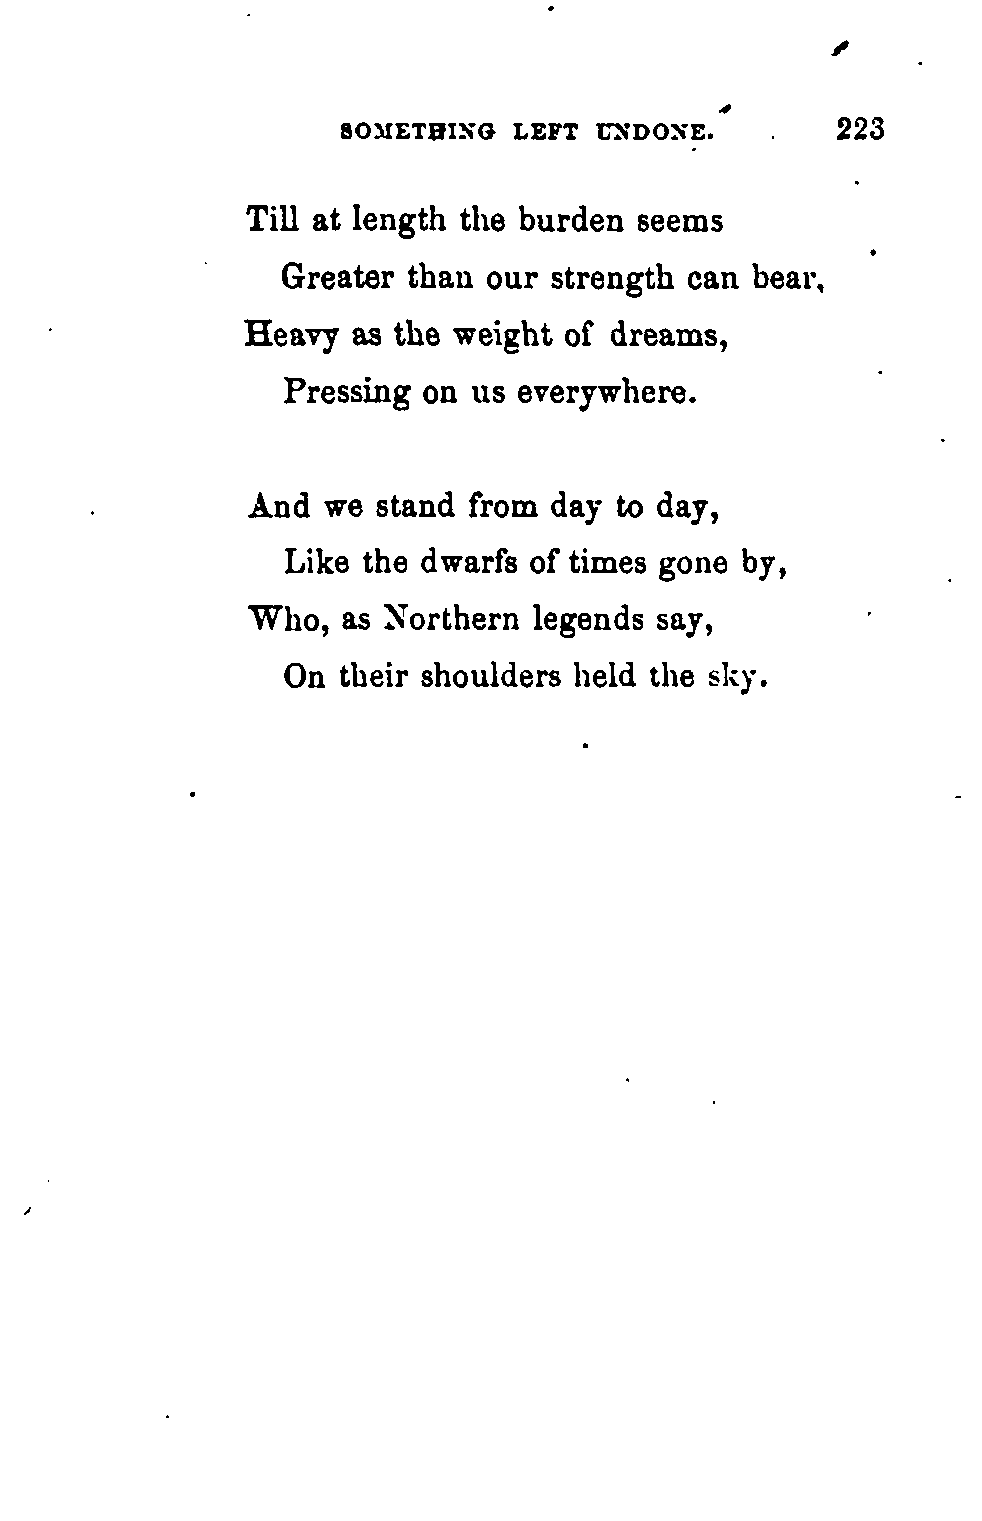 SOMETHING LEFT UNDONE. 223
Till at length the burden seems
Greater than our strength can bear,
Heavy as the weight of dreams,
Pressing on us everywhere.
And we stand from day to day,
Like the dwarfs of times gone by,
Who, as Northern legends say,
On their shoulders held the sky.